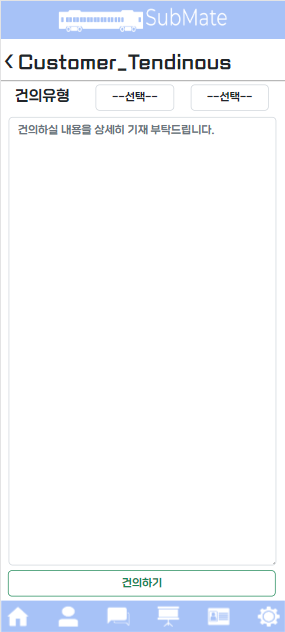 SubMate
< Customer_Tendinous
건의유형 --선택-- --선택--
건의하실 내용을 상세히 기재 부탁드립니다.
건의하기